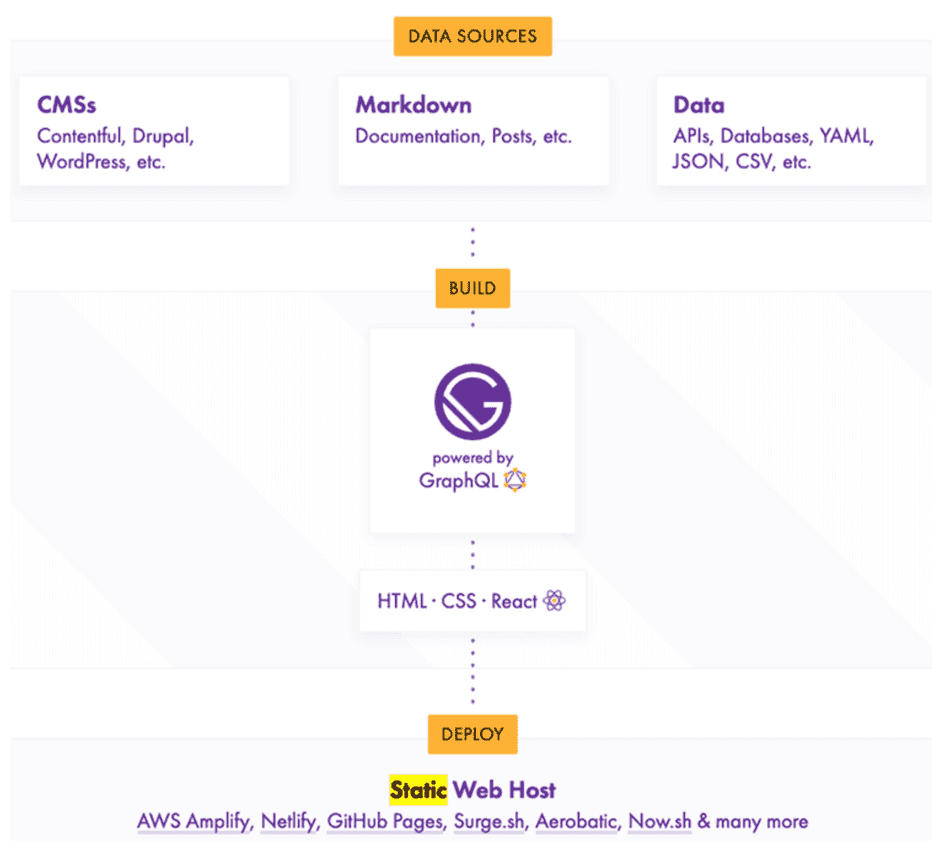 DATA SOURCES
CMSs
Contentful, Drupal,
WordPress, etc.
Markdown
Documentation, Posts, etc.
Data
APIs, Databases, YAML,
JSON, CSV, etc.
BUILD
powered by
GraphQL
HTML · CSS · React
DEPLOY
Static Web Host
AWS Amplify, Netlify, GitHub Pages, Surge.sh, Aerobatic, Now.sh & many more